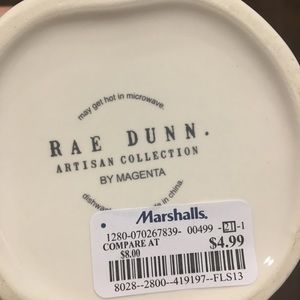 may get hot in microwave.
RAE DUNN.
ARTISAN COLLECTION
BY MAGENTA
in china.
Marshalls.
1280-070267839- 00499 -21-1
COMPARE AT
$8.00
$4.99
8028--2800--419197--FLS13